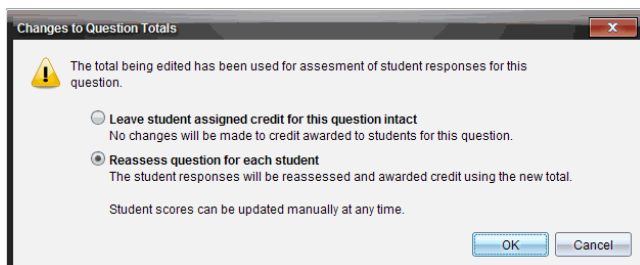 Changes to Question Totals
The total being edited has been used for assesment of student responses for this
question.
Leave student assigned credit for this question intact
No changes will be made to credit awarded to students for this question.
Reassess question for each student
The student responses will be reassessed and awarded credit using the new total.
Student scores can be updated manually at any time.
OK Cancel